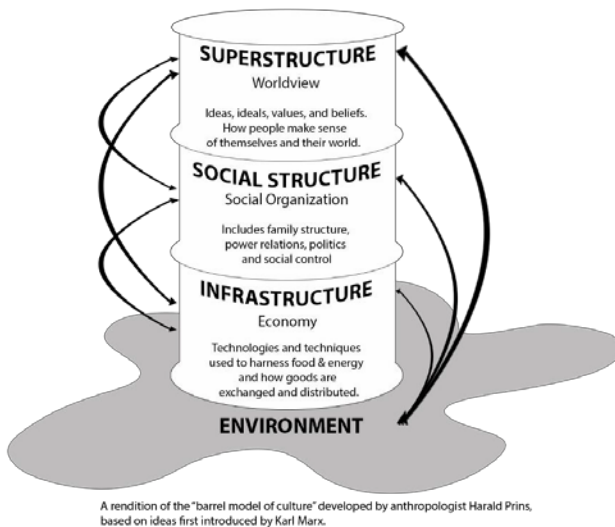 SUPERSTRUCTURE
Worldview
Ideas, ideals, values, and beliefs.
How people make sense
of themselves and their world.
SOCIAL STRUCTURE
Social Organization
Includes family structure,
power relations, politics
and social control
INFRASTRUCTURE
Economy
Technologies and techniques
used to harness food & energy
and how goods are
exchanged and distributed.
ENVIRONMENT
A rendition of the "barrel model of culture" developed by anthropologist Harald Prins,
based on ideas first introduced by Karl Marx.